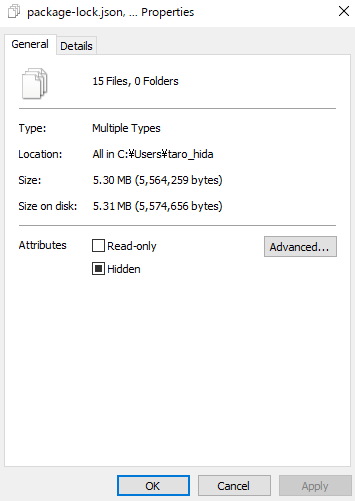 package-lock.json, ... Properties
General
Details
15 Files, 0 Folders
Type: Multiple Types
Location: All in C:¥Users¥taro_hida
Size: 5.30 MB (5,564,259 bytes)
Size on disk: 5.31 MB (5,574,656 bytes)
Attributes Read-only Advanced...
Hidden
OK Cancel Apply